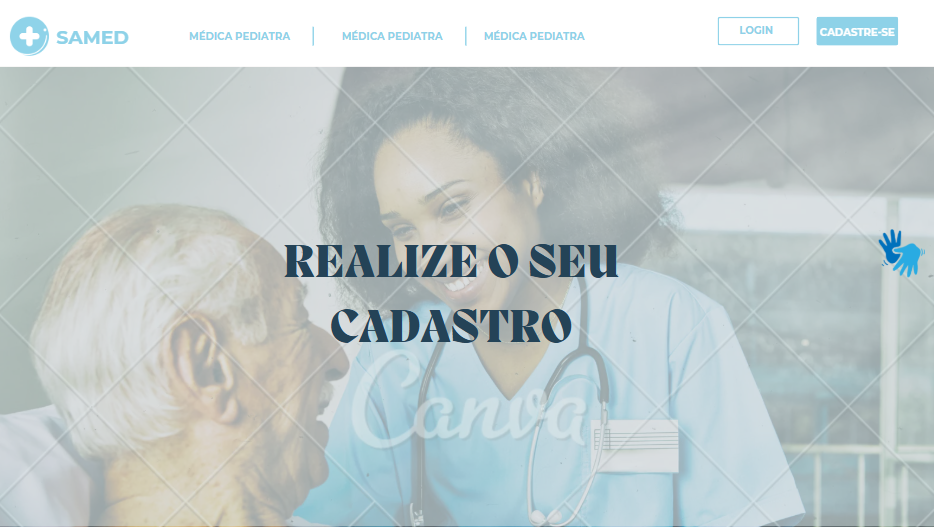 SAMED
MÉDICA PEDIATRA
MÉDICA PEDIATRA
MÉDICA PEDIATRA
LOGIN
CADASTRE-SE
REALIZE O SEU
CADASTRO
Canva